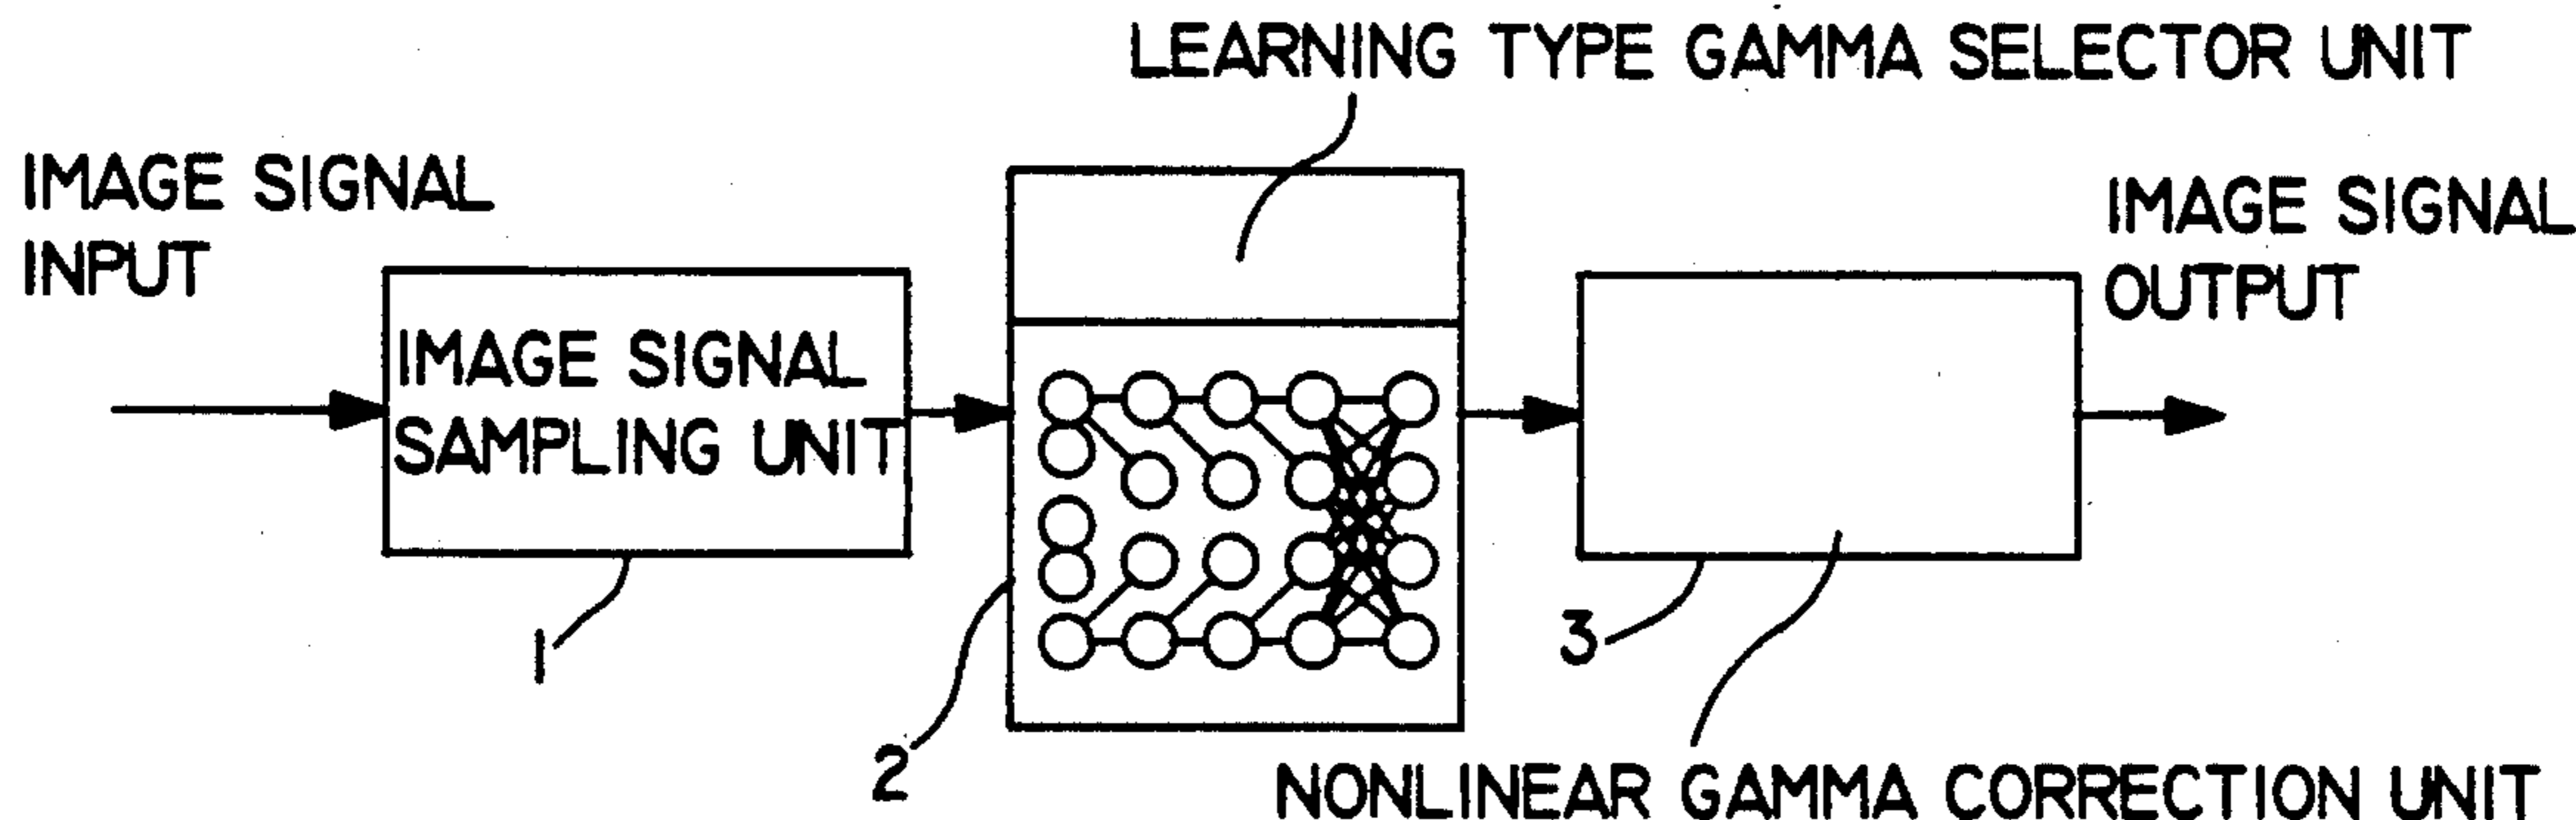 LEARNING TYPE GAMMA SELECTOR UNIT
IMAGE SIGNAL
INPUT
IMAGE SIGNAL
SAMPLING UNIT
IMAGE SIGNAL
OUTPUT
1
2
3
NONLINEAR GAMMA CORRECTION UNIT